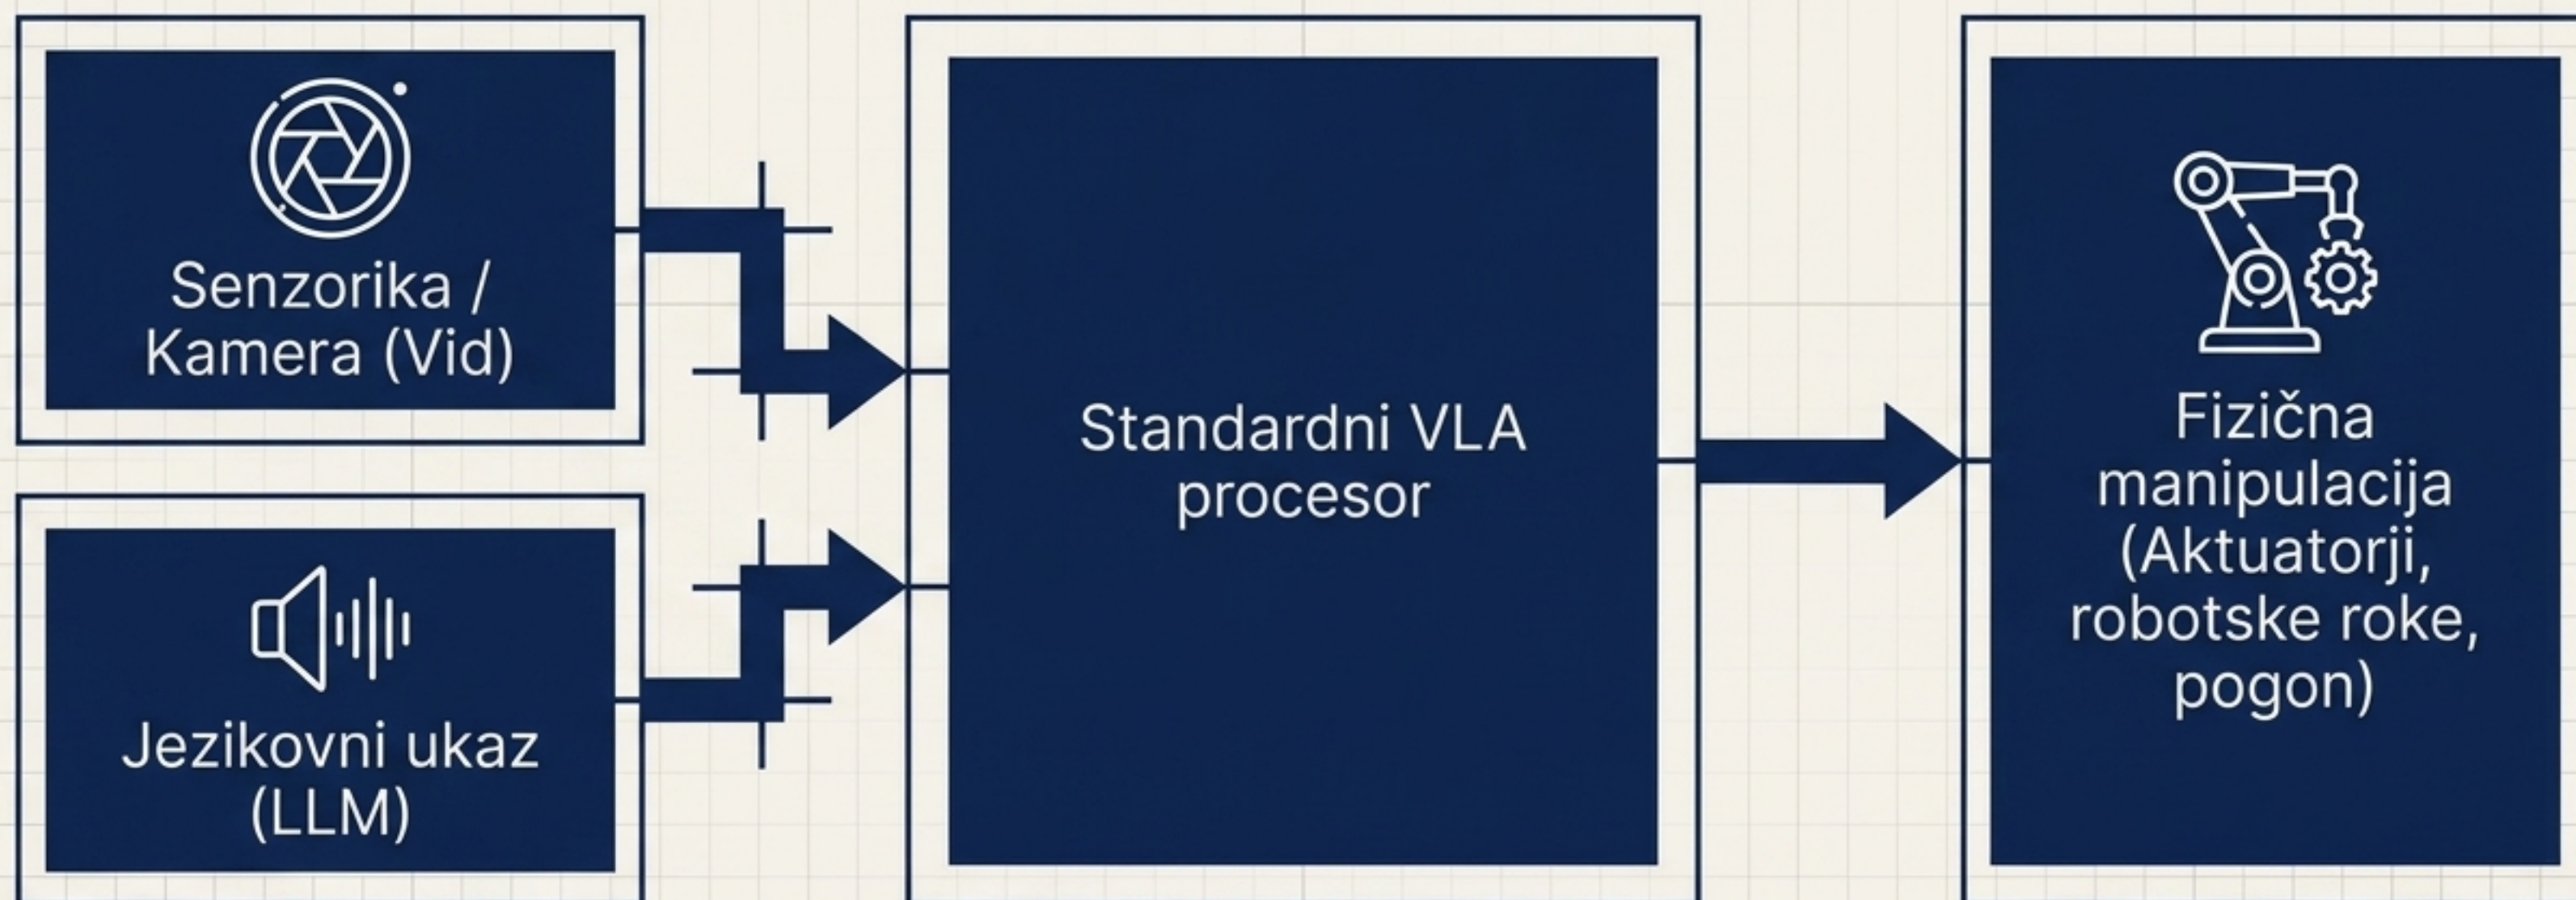 Senzorika /
Kamera (Vid)
Jezikovni ukaz
(LLM)
Standardni VLA
procesor
Fizična
manipulacija
(Aktuatorji,
robotske roke,
pogon)